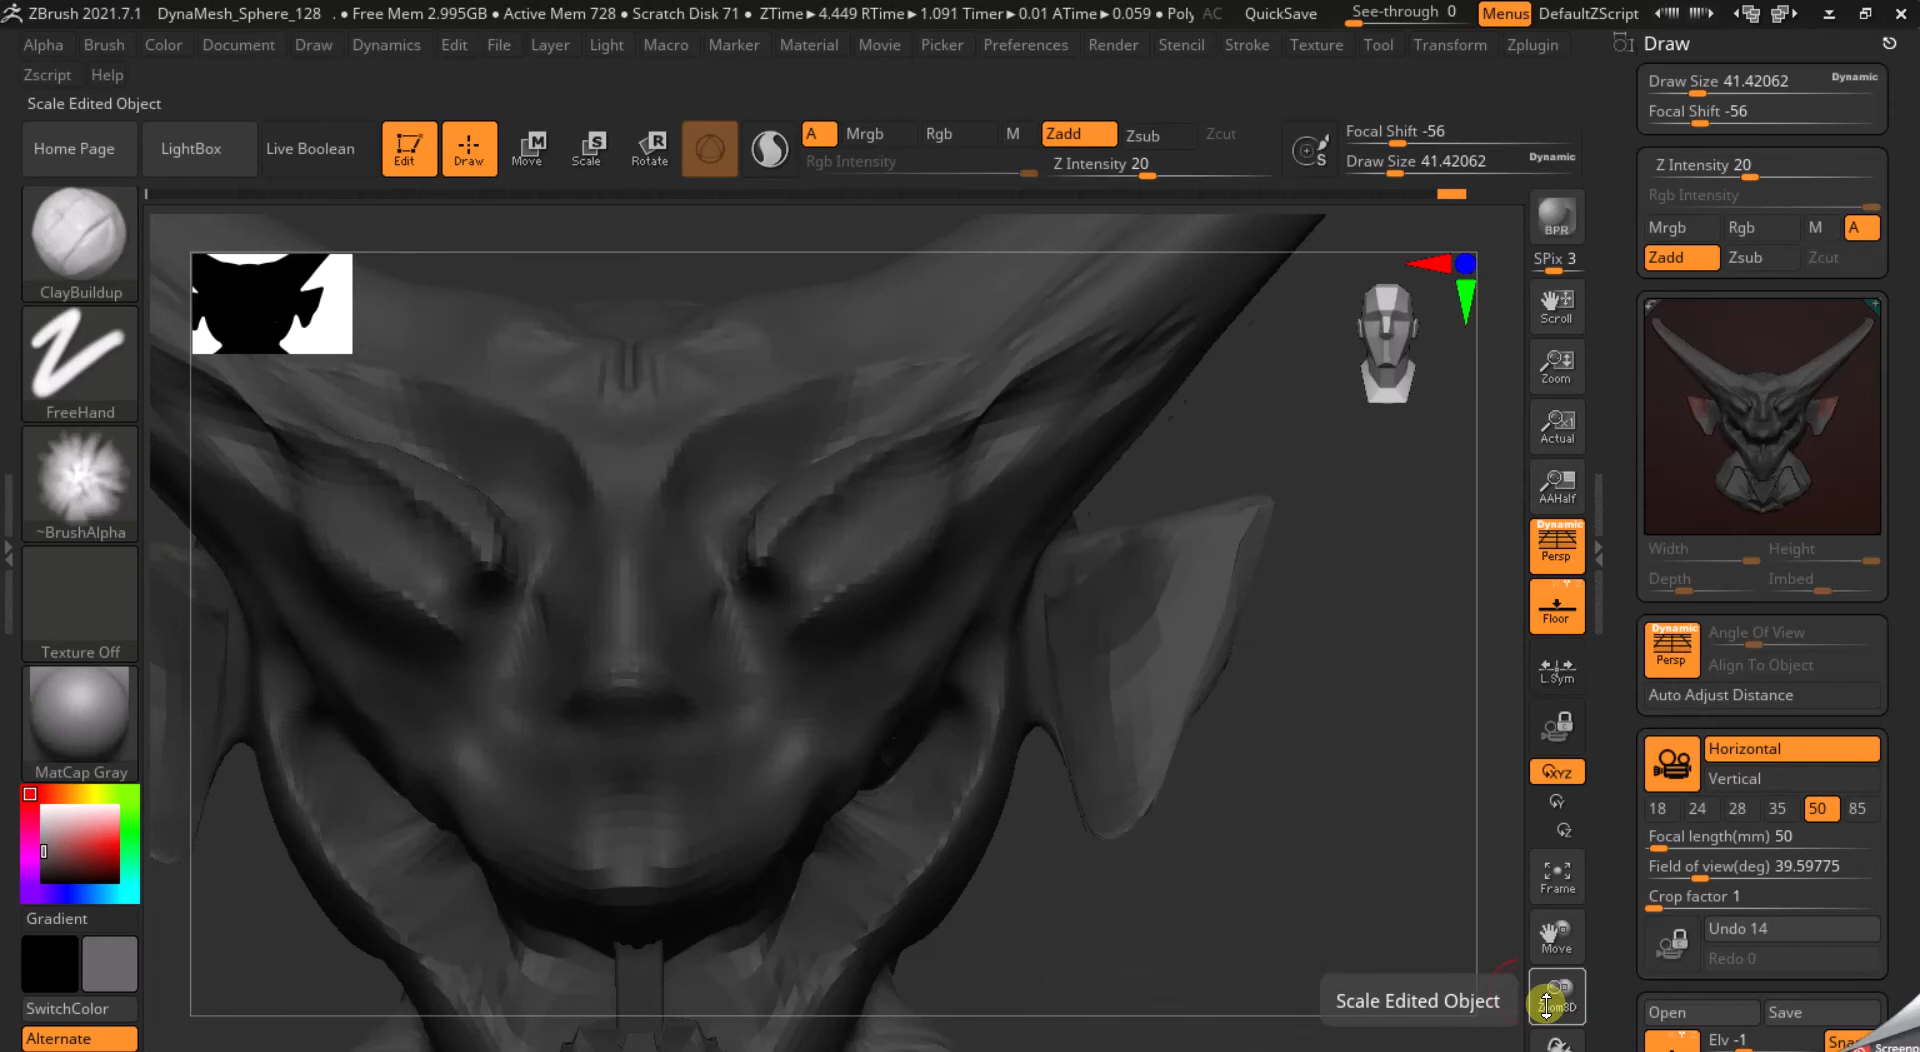 ZBrush 2021.7.1 DynaMesh_Sphere_128 . • Free Mem 2.995GB • Active Mem 728 • Scratch Disk 71 • ZTime►4.449 RTime►1.091 Timer►0.01 ATime►0.059 • Poly AC QuickSave See-through 0 Menus DefaultZScript
Alpha Brush Color Document Draw Dynamics Edit File Layer Light Macro Marker Material Movie Picker Preferences Render Stencil Stroke Texture Tool Transform Zplugin
Zscript Help
Scale Edited Object
Home Page LightBox Live Boolean Edit Draw Move Scale Rotate
M S R
A Mrgb Rgb M Zadd Zsub Zcut
Rgb Intensity Z Intensity 20
S
Focal Shift -56
Draw Size 41.42062 Dynamic
ClayBuildup
FreeHand
~BrushAlpha
Texture Off
MatCap Gray
Gradient
SwitchColor
Alternate
BPR
SPix 3
Scroll
Zoom
Actual
AAHalf
Dynamic
Persp
Floor
L.Sym
XYZ
Y
Z
Frame
Move
Zoom3D
Scale Edited Object
Draw
Draw Size 41.42062 Dynamic
Focal Shift -56
Z Intensity 20
Rgb Intensity
Mrgb Rgb M A
Zadd Zsub Zcut
Width Height
Depth Imbed
Dynamic
Persp
Angle Of View
Align To Object
Auto Adjust Distance
Horizontal
Vertical
18 24 28 35 50 85
Focal length(mm) 50
Field of view(deg) 39.59775
Crop factor 1
Undo 14
Redo 0
Open Save
Elv -1